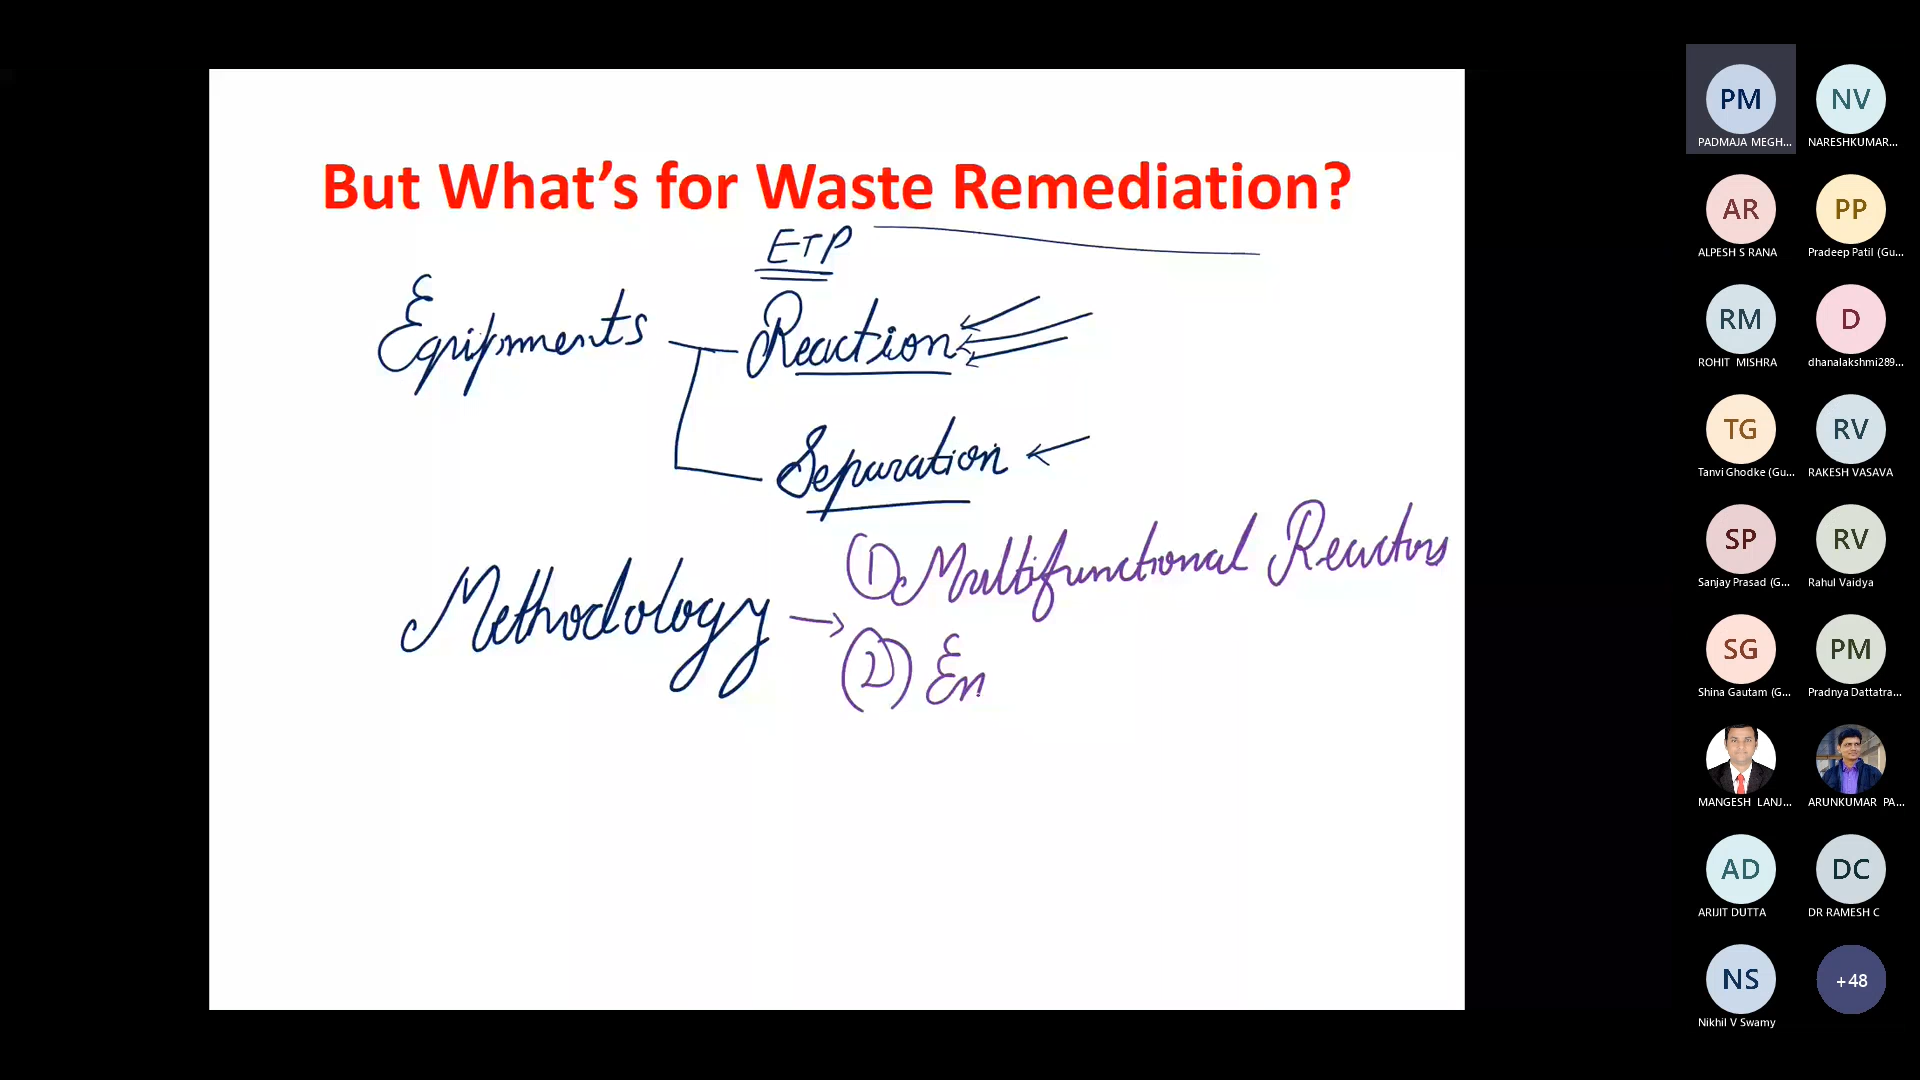 But What's for Waste Remediation?
ETP
Equipments
Reaction
Separation
Methodology
① Multifunctional Reactors
② En
PM
PADMAJA MEGH...
NV
NARESHKUMAR...
AR
ALPESH S RANA
PP
Pradeep Patil (Gu...
RM
ROHIT MISHRA
D
dhanalakshmi289...
TG
Tanvi Ghodke (Gu...
RV
RAKESH VASAVA
SP
Sanjay Prasad (G...
RV
Rahul Vaidya
SG
Shina Gautam (G...
PM
Pradnya Dattatra...
MANGESH LANJ...
ARUNKUMAR PA...
AD
ARIJIT DUTTA
DC
DR RAMESH C
NS
Nikhil V Swamy
+48